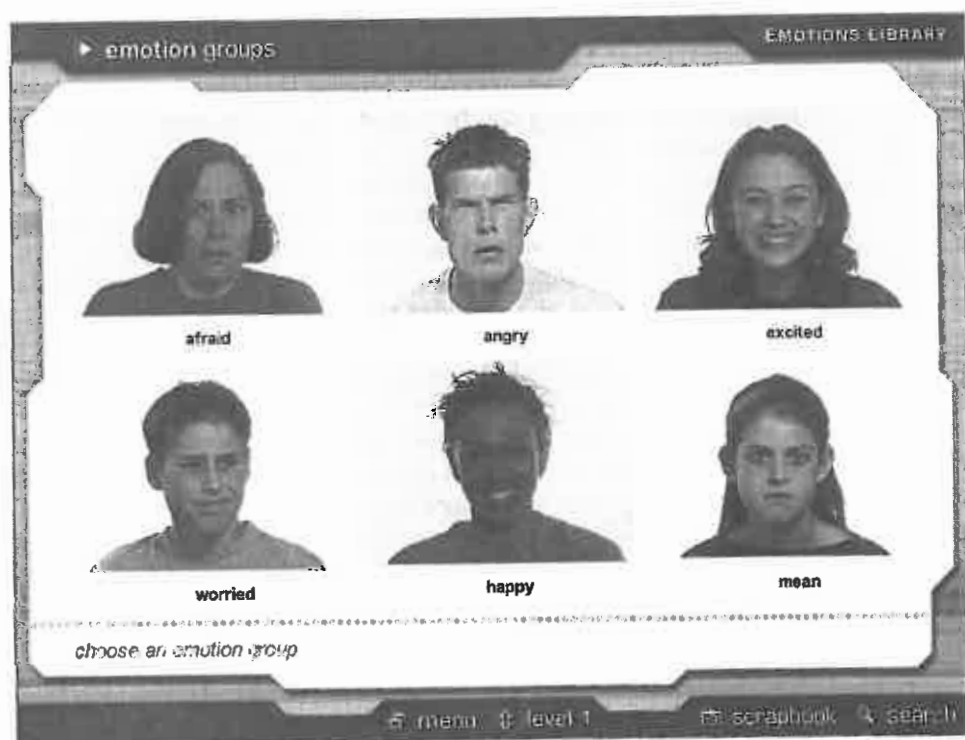 emotion groups
EMOTIONS LIBRARY
afraid
angry
excited
worried
happy
mean
choose an emotion group
menu level 1 scrapbook search